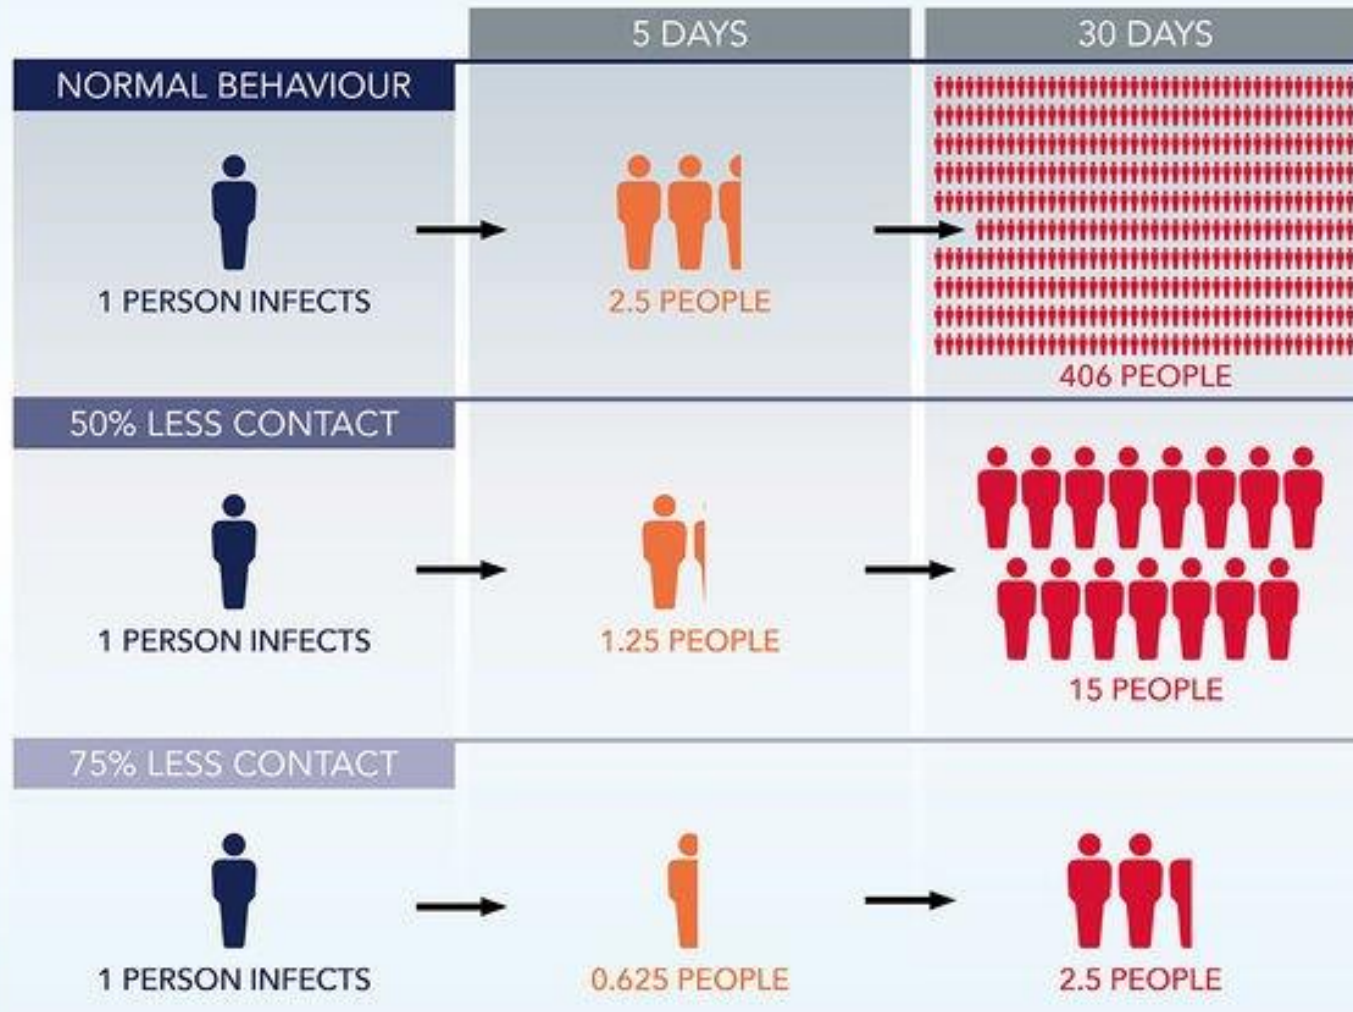 5 DAYS
30 DAYS
NORMAL BEHAVIOUR
1 PERSON INFECTS
2.5 PEOPLE
406 PEOPLE
50% LESS CONTACT
1 PERSON INFECTS
1.25 PEOPLE
15 PEOPLE
75% LESS CONTACT
1 PERSON INFECTS
0.625 PEOPLE
2.5 PEOPLE